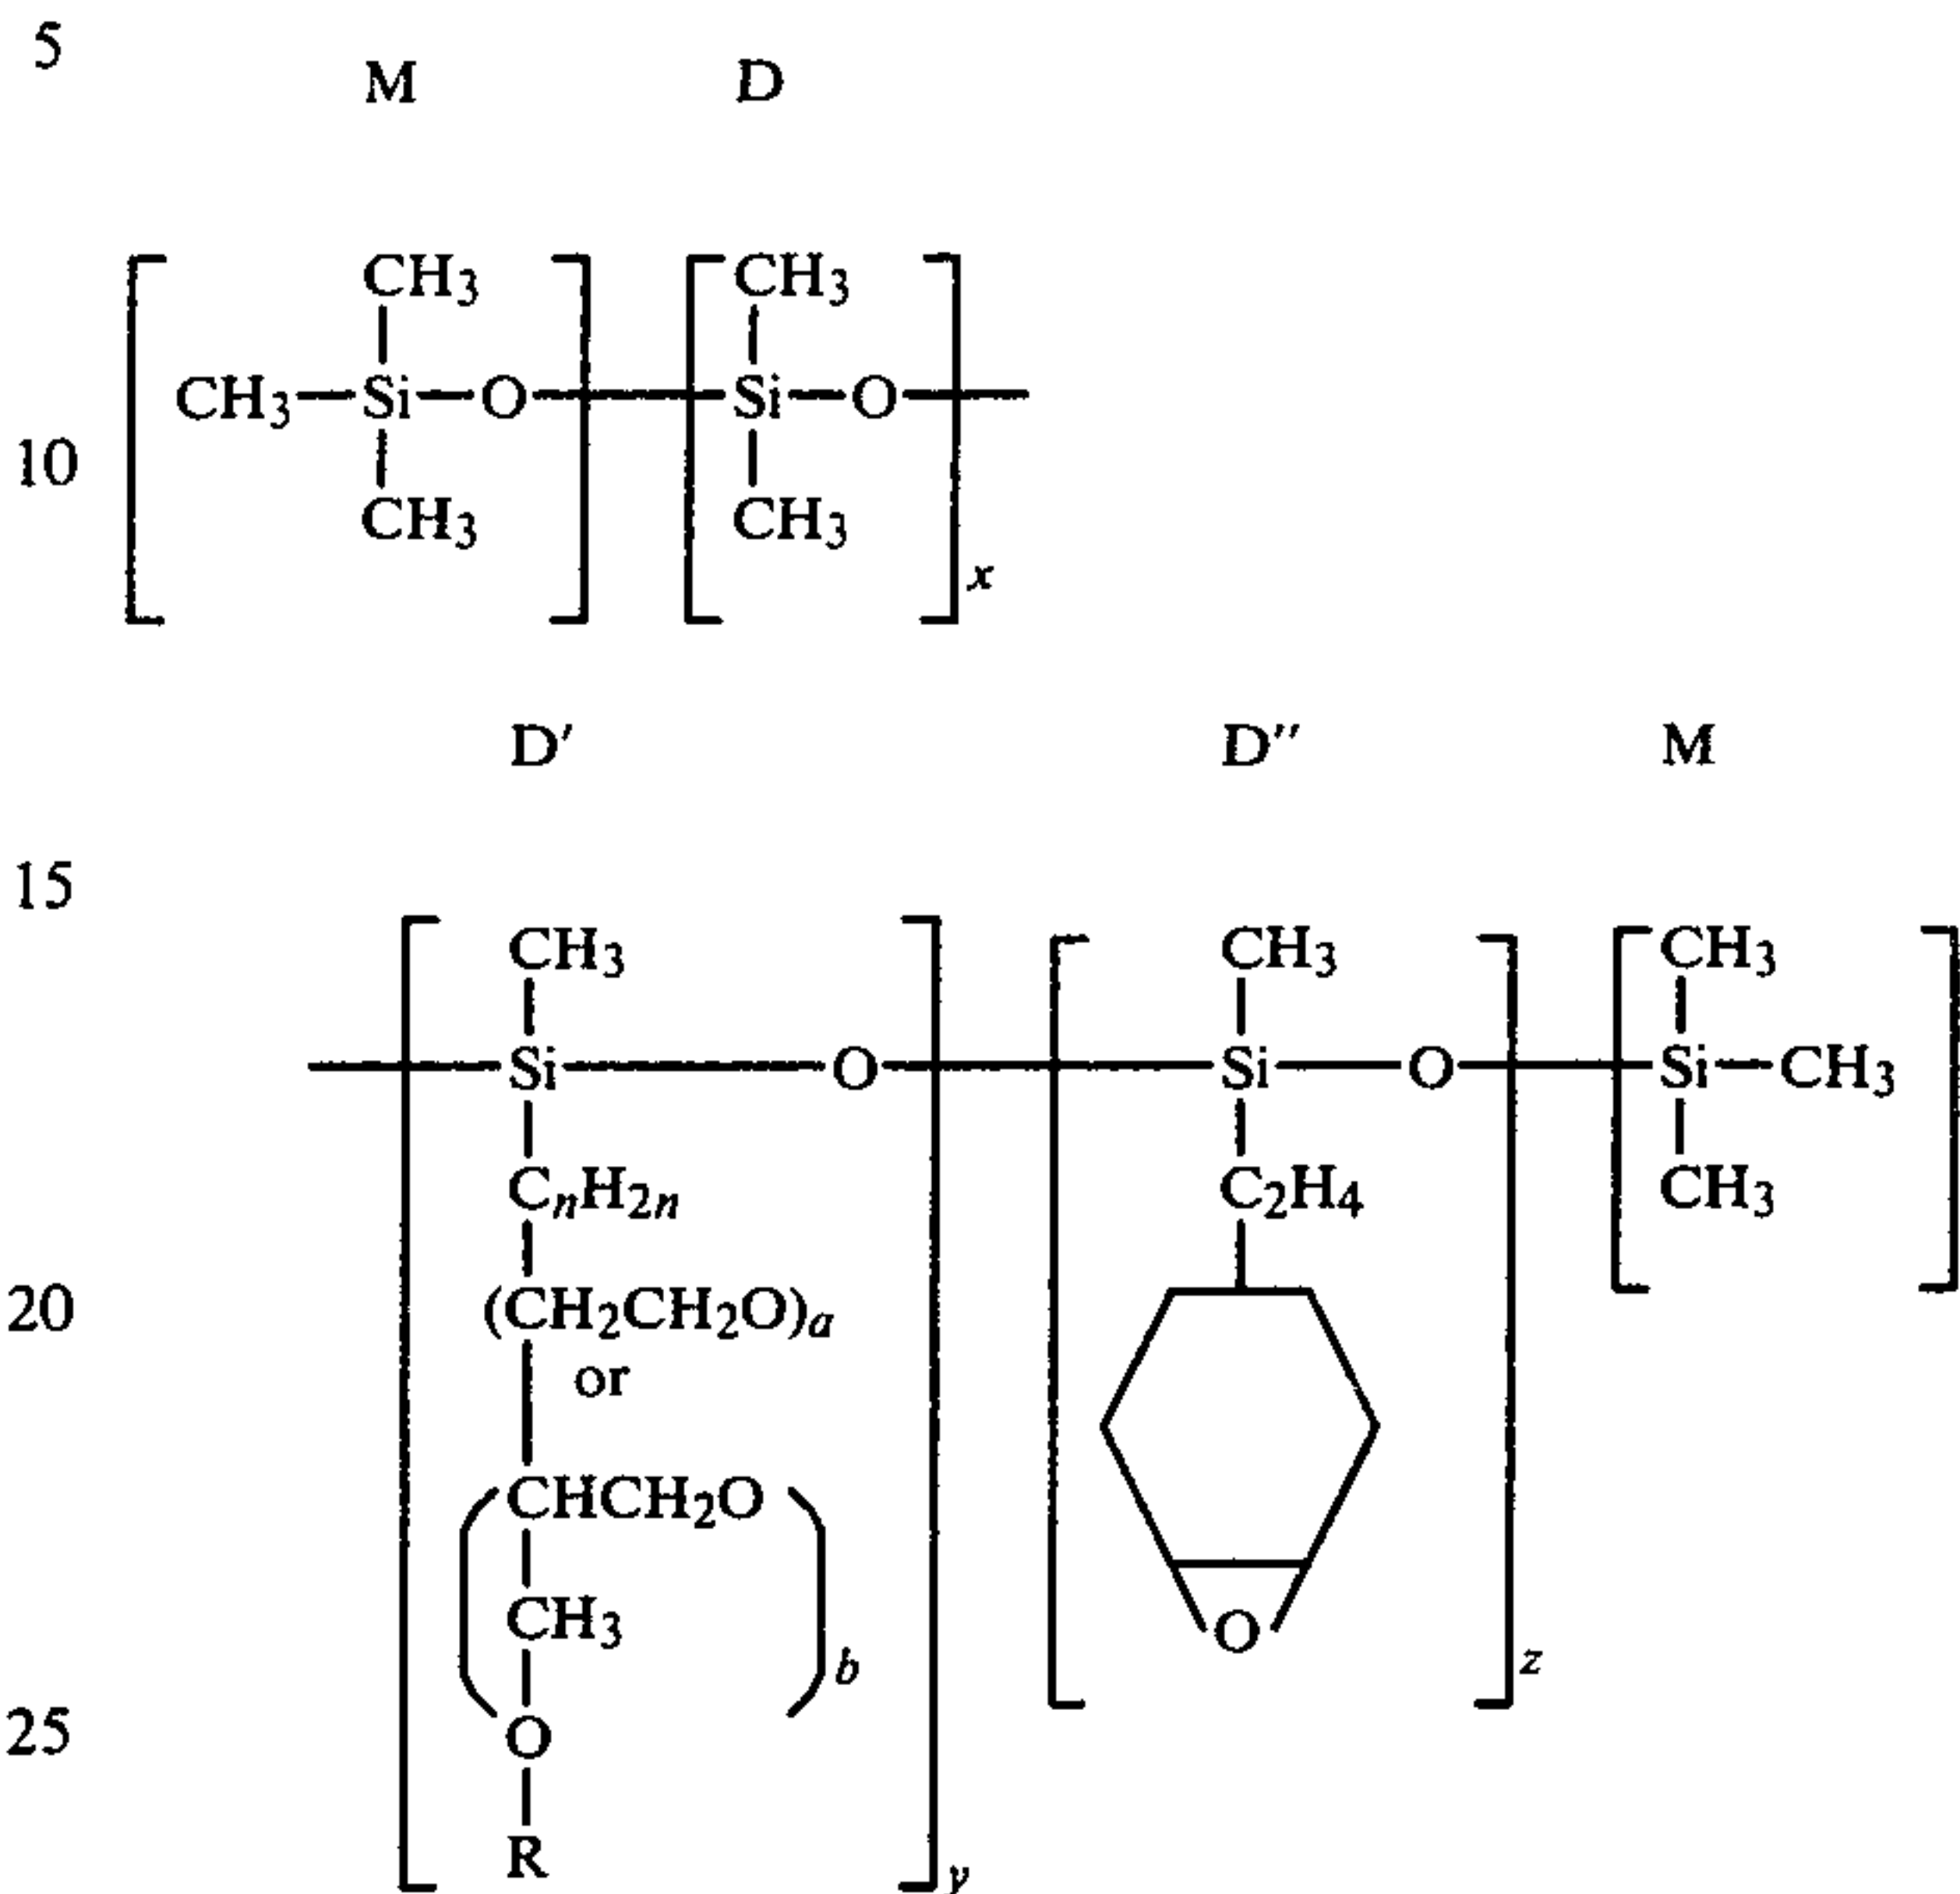 5
M D
CH3 CH3
CH3—Si—O—Si—O—
10
CH3 CH3
x
D′ D″ M
15
CH3 CH3 CH3
—Si—O—Si—O—Si—CH3
CnH2n C2H4 CH3
20
(CH2CH2O)a
or
CHCH2O
CH3
O
b z
25
O
R
y